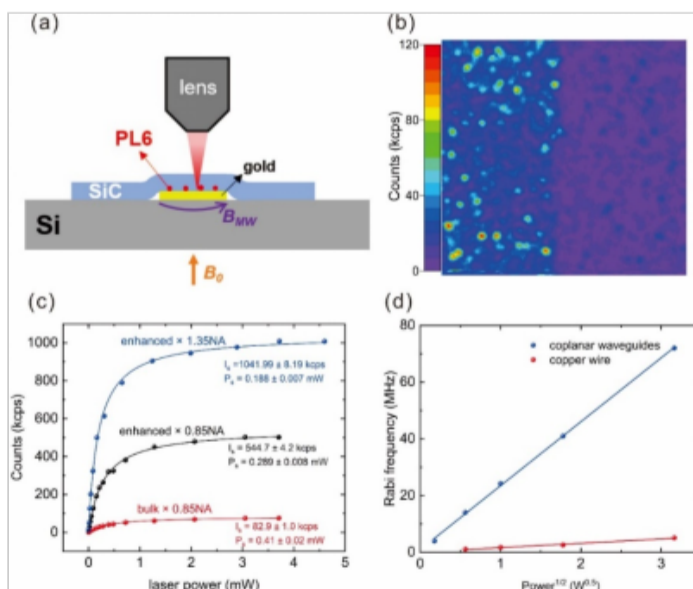 (a)
lens
PL6
gold
SiC
B_MW
Si
B_0
(b)
Counts (kcps)
120
80
40
0
(c)
Counts (kcps)
1000
800
600
400
200
0
enhanced × 1.35NA
I_s =1041.99 ± 8.19 kcps
P_s = 0.188 ± 0.007 mW
enhanced × 0.85NA
I_s = 544.7 ± 4.2 kcps
P_s = 0.289 ± 0.008 mW
bulk × 0.85NA
I_s = 82.9 ± 1.0 kcps
P_s = 0.41 ± 0.02 mW
0 1 2 3 4 5
laser power (mW)
(d)
Rabi frequency (MHz)
80
60
40
20
0
coplanar waveguides
copper wire
0 1 2 3
Power^1/2 (W^0.5)